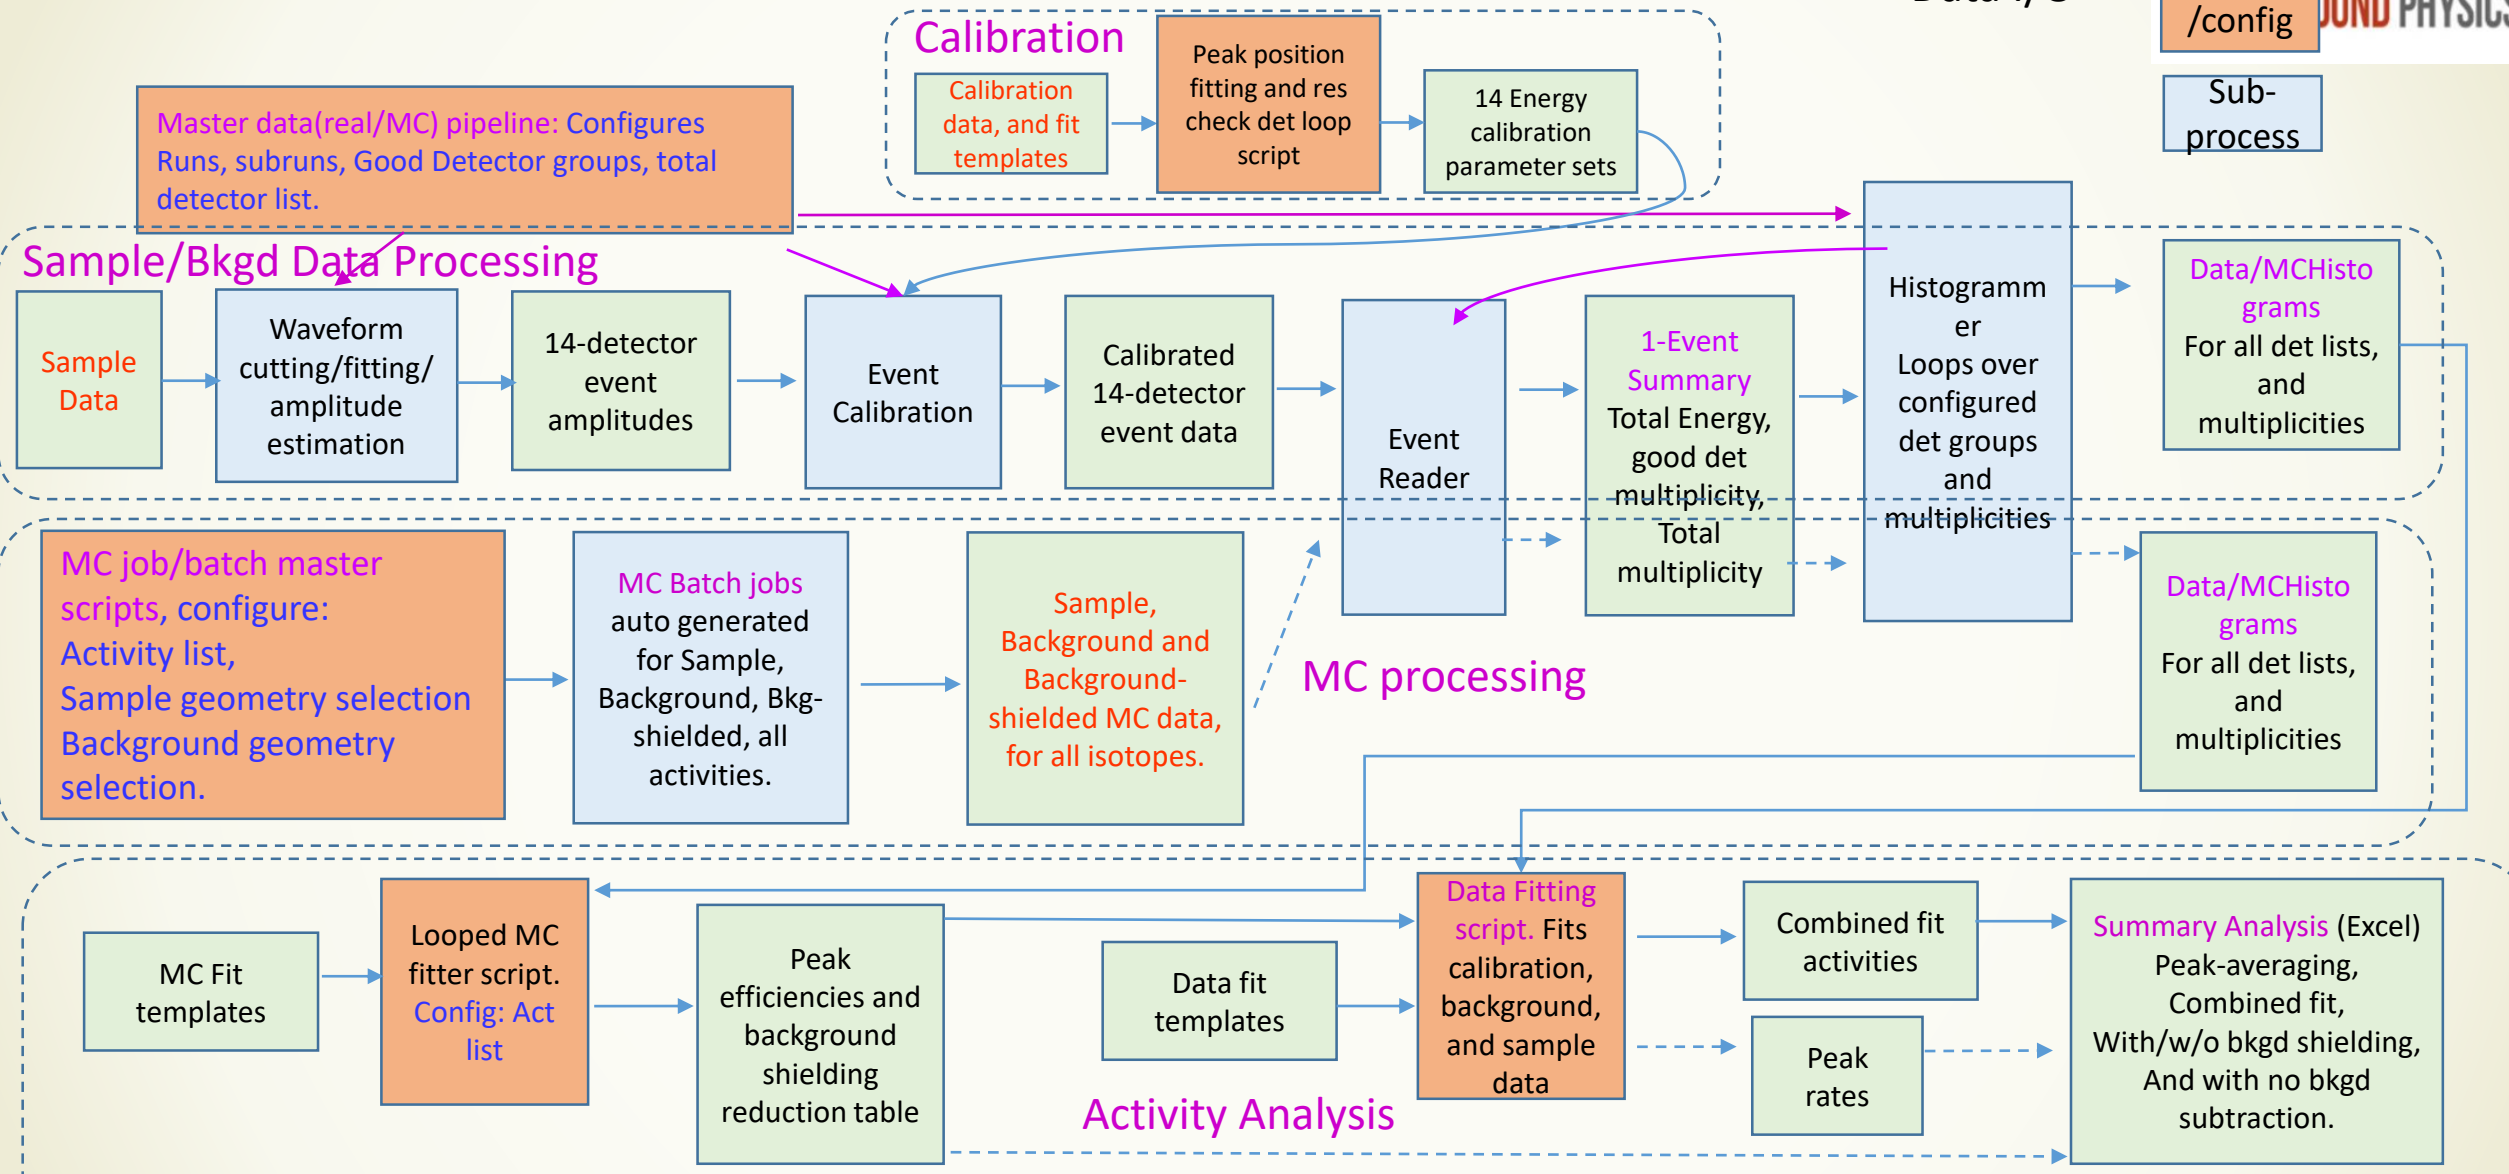 Data I/O
/config
OUND PHYSICS
Sub-
process
Calibration
Calibration
data, and fit
templates
Peak position
fitting and res
check det loop
script
14 Energy
calibration
parameter sets
Master data(real/MC) pipeline: Configures
Runs, subruns, Good Detector groups, total
detector list.
Sample/Bkgd Data Processing
Sample
Data
Waveform
cutting/fitting/
amplitude
estimation
14-detector
event
amplitudes
Event
Calibration
Calibrated
14-detector
event data
Event
Reader
1-Event
Summary
Total Energy,
good det
multiplicity,
Total
multiplicity
Histogramm
er
Loops over
configured
det groups
and
multiplicities
Data/MCHisto
grams
For all det lists,
and
multiplicities
MC job/batch master
scripts, configure:
Activity list,
Sample geometry selection
Background geometry
selection.
MC Batch jobs
auto generated
for Sample,
Background, Bkg-
shielded, all
activities.
Sample,
Background and
Background-
shielded MC data,
for all isotopes.
MC processing
Data/MCHisto
grams
For all det lists,
and
multiplicities
MC Fit
templates
Looped MC
fitter script.
Config: Act
list
Peak
efficiencies and
background
shielding
reduction table
Data fit
templates
Data Fitting
script. Fits
calibration,
background,
and sample
data
Combined fit
activities
Peak
rates
Summary Analysis (Excel)
Peak-averaging,
Combined fit,
With/w/o bkgd shielding,
And with no bkgd
subtraction.
Activity Analysis